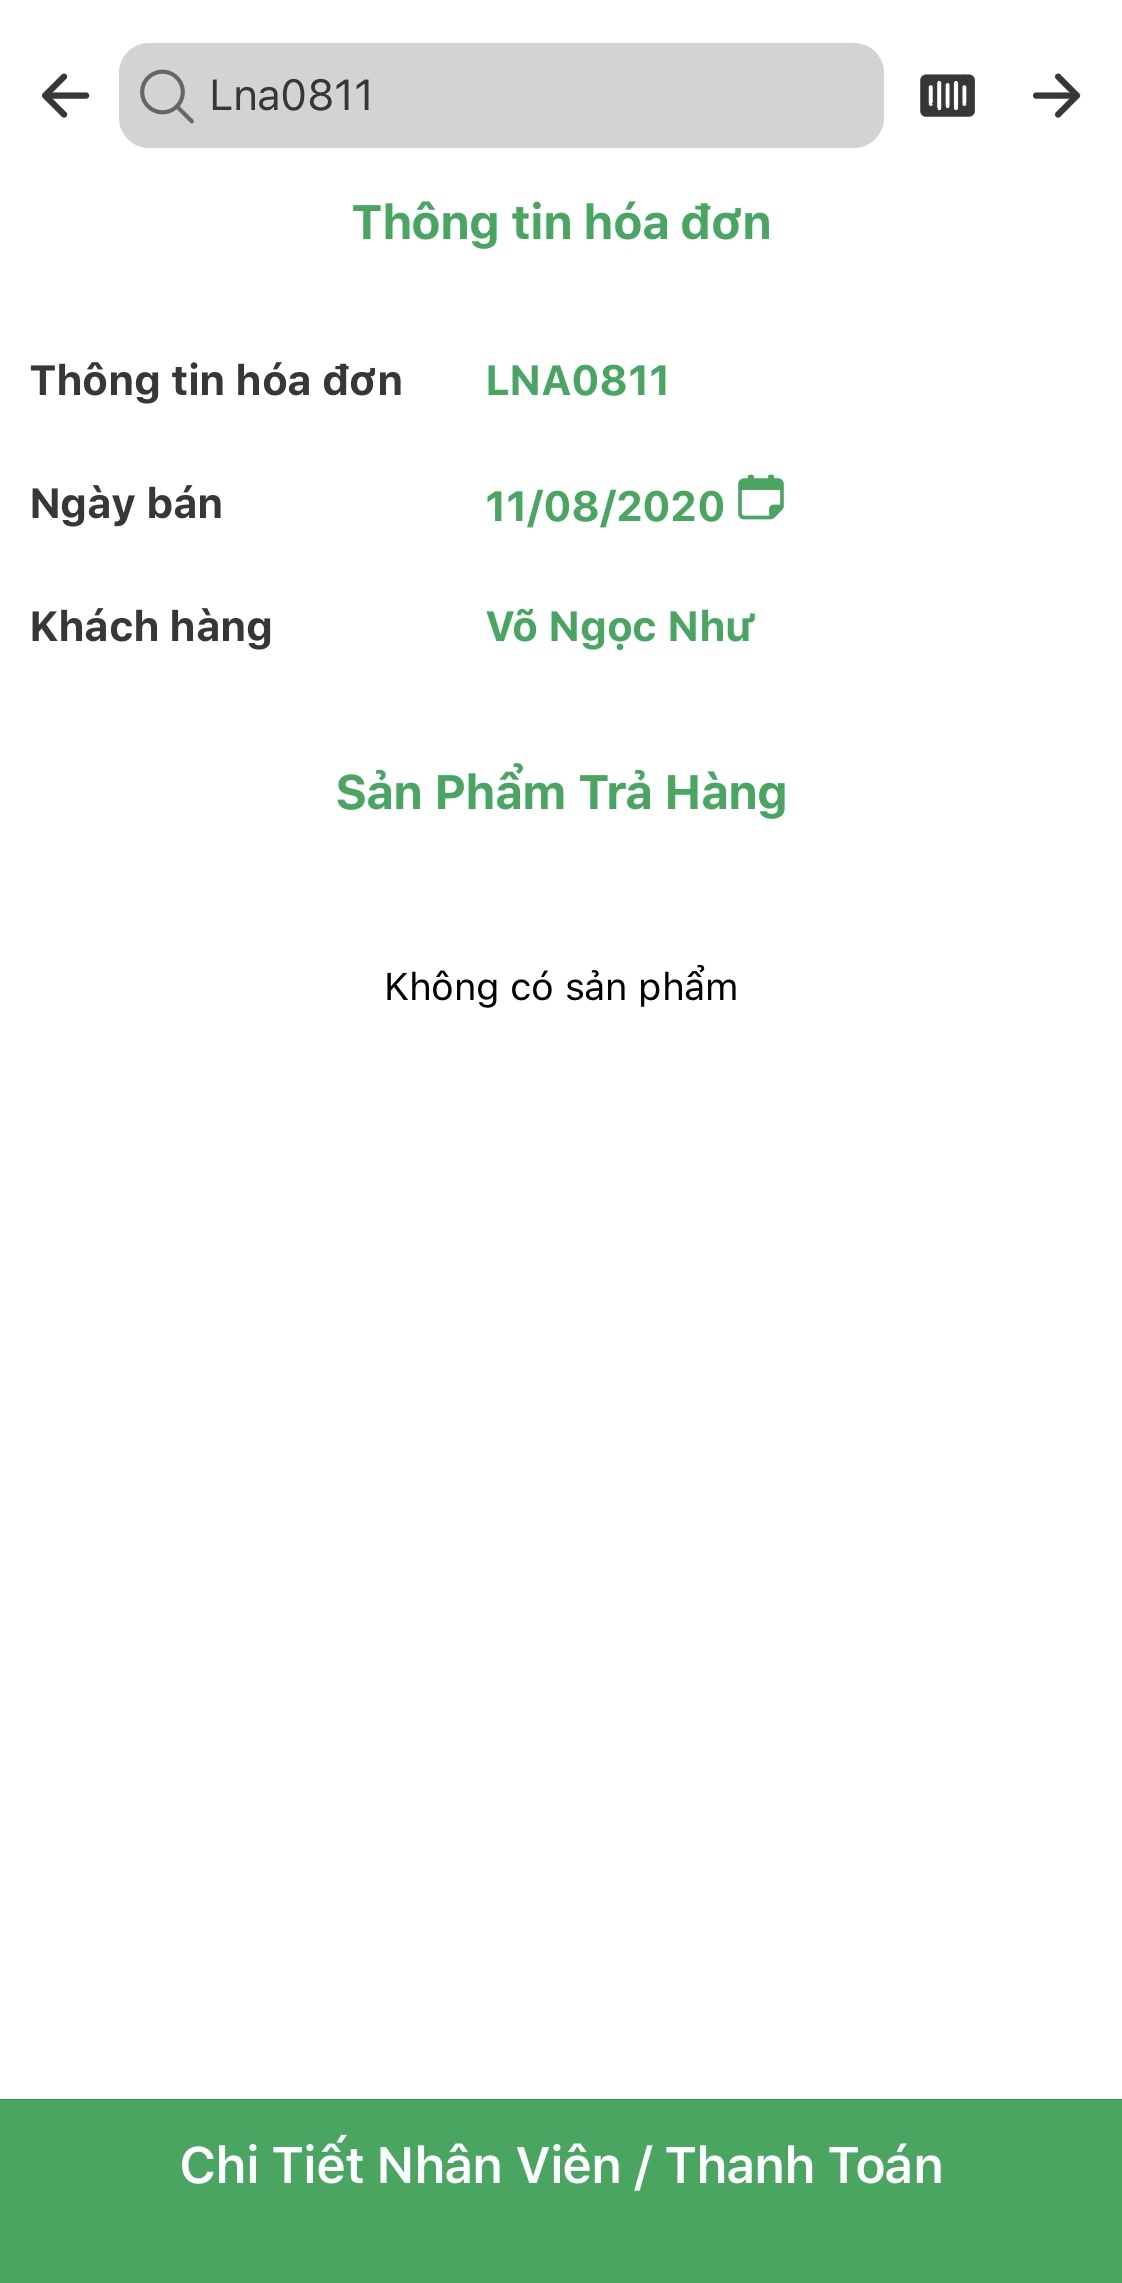 Lna0811
Thông tin hóa đơn
Thông tin hóa đơn LNA0811
Ngày bán 11/08/2020
Khách hàng Võ Ngọc Như
Sản Phẩm Trả Hàng
Không có sản phẩm
Chi Tiết Nhân Viên / Thanh Toán